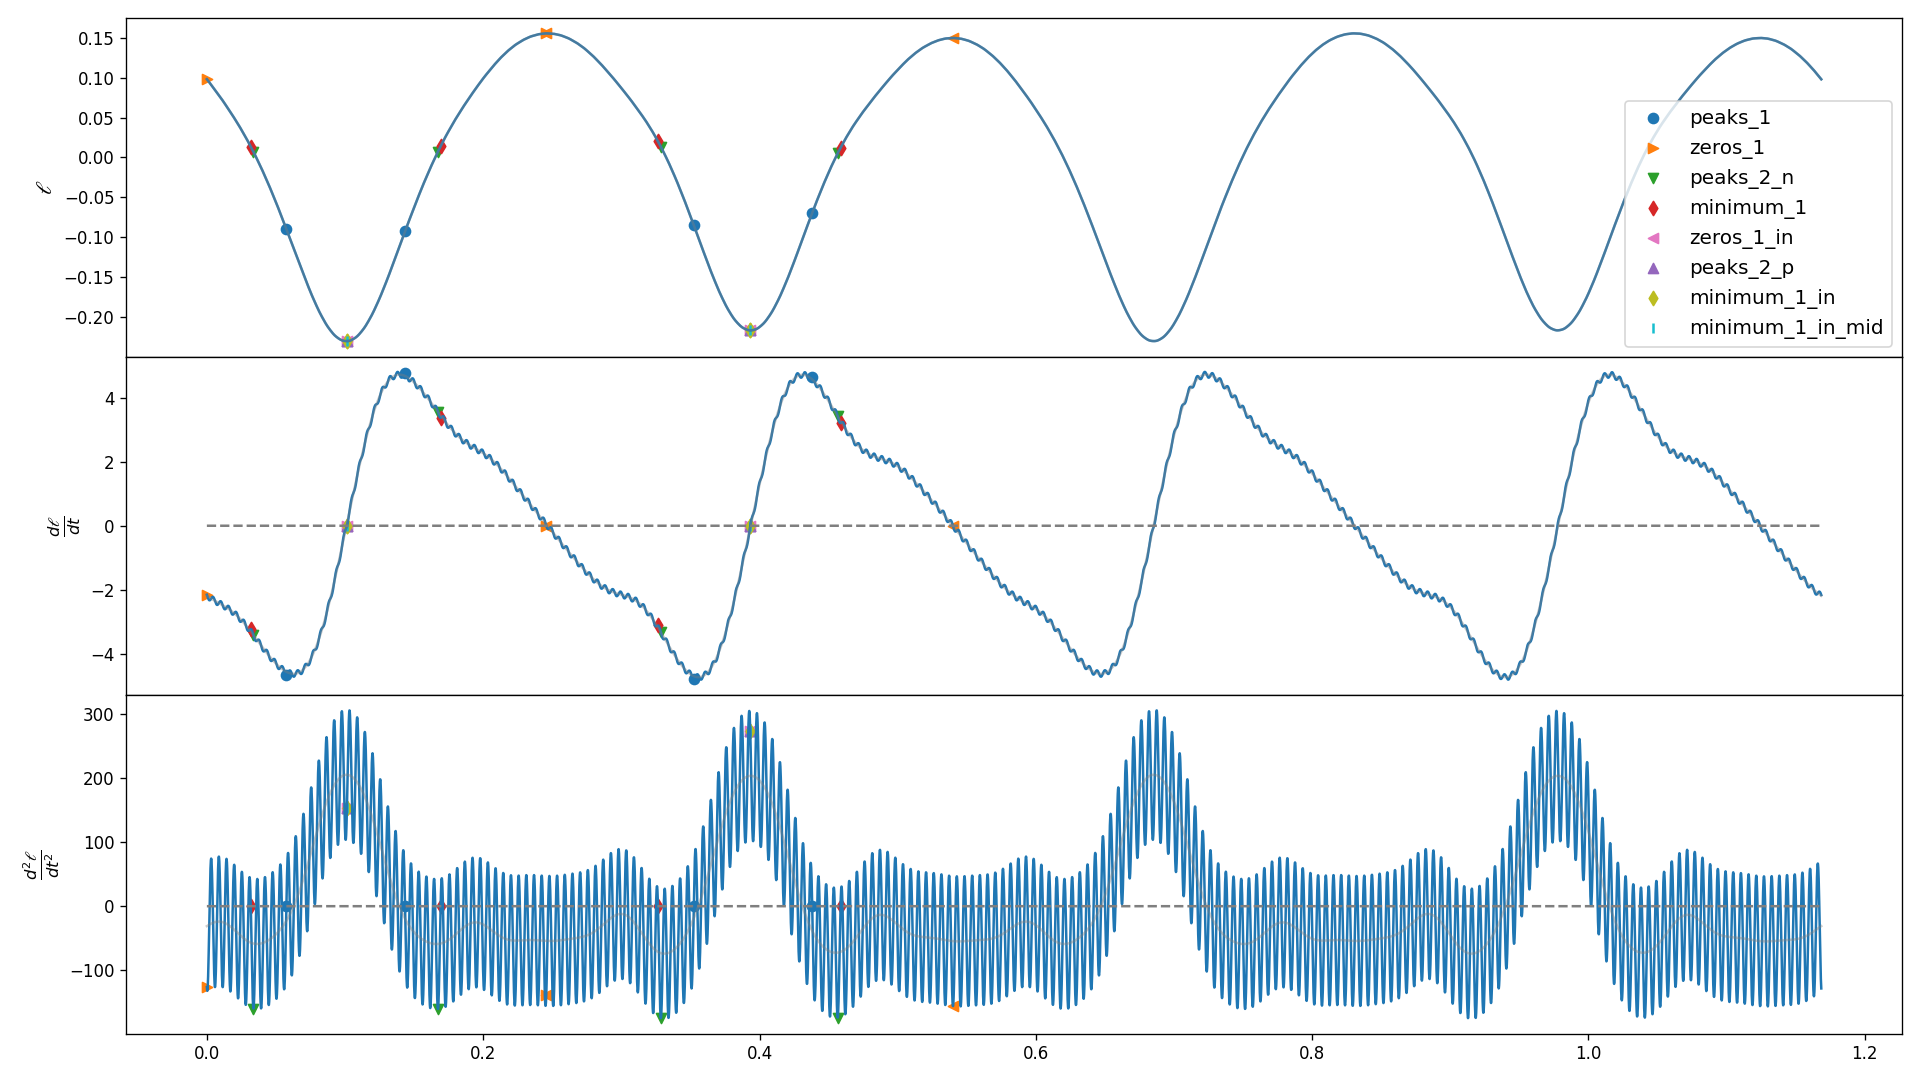 0.15
0.10
0.05
0.00
−0.05
−0.10
−0.15
−0.20
ℓ
peaks_1
zeros_1
peaks_2_n
minimum_1
zeros_1_in
peaks_2_p
minimum_1_in
minimum_1_in_mid
4
2
0
−2
−4
dℓ
dt
300
200
100
0
−100
d²ℓ
dt²
0.0 0.2 0.4 0.6 0.8 1.0 1.2